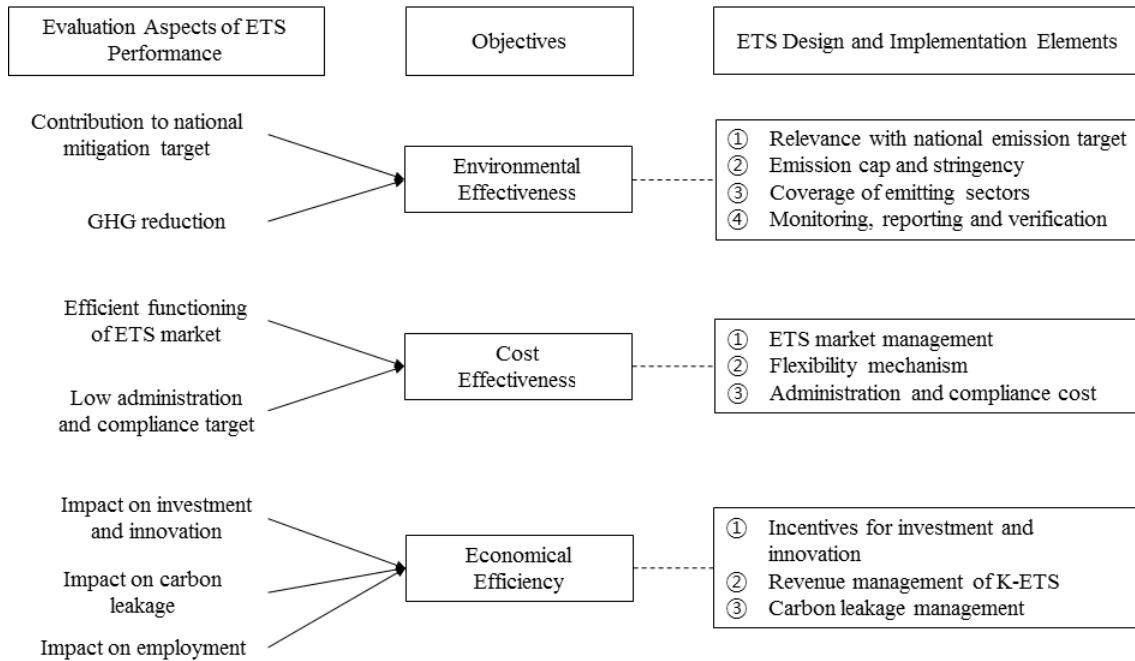 Evaluation Aspects of ETS
Performance
Objectives
ETS Design and Implementation Elements
Contribution to national
mitigation target
GHG reduction
Environmental
Effectiveness
① Relevance with national emission target
② Emission cap and stringency
③ Coverage of emitting sectors
④ Monitoring, reporting and verification
Efficient functioning
of ETS market
Low administration
and compliance target
Cost
Effectiveness
① ETS market management
② Flexibility mechanism
③ Administration and compliance cost
Impact on investment
and innovation
Impact on carbon
leakage
Impact on employment
Economical
Efficiency
① Incentives for investment and
innovation
② Revenue management of K-ETS
③ Carbon leakage management